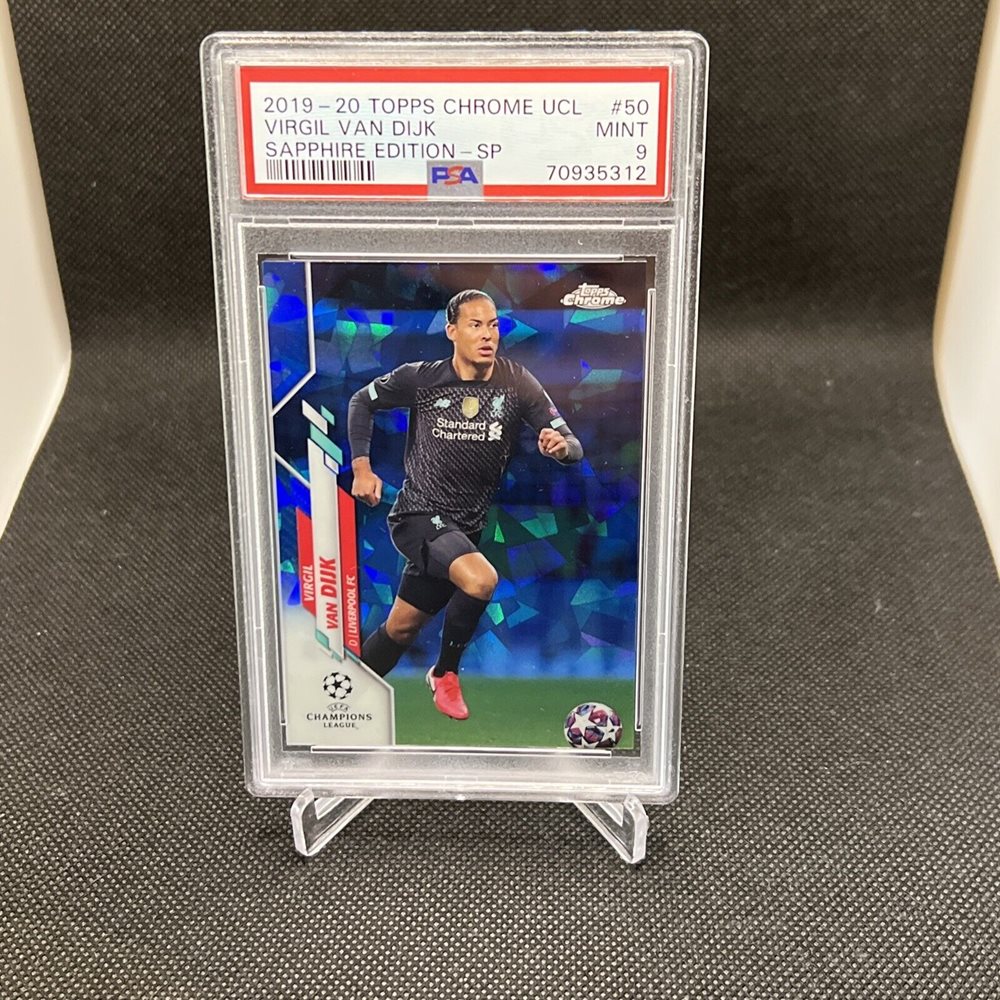 2019-20 TOPPS CHROME UCL #50
VIRGIL VAN DIJK MINT
SAPPHIRE EDITION-SP 9
PSA 70935312
Topps
Chrome
Standard
Chartered
VIRGIL
VAN DIJK
D | LIVERPOOL FC
UEFA
CHAMPIONS
LEAGUE